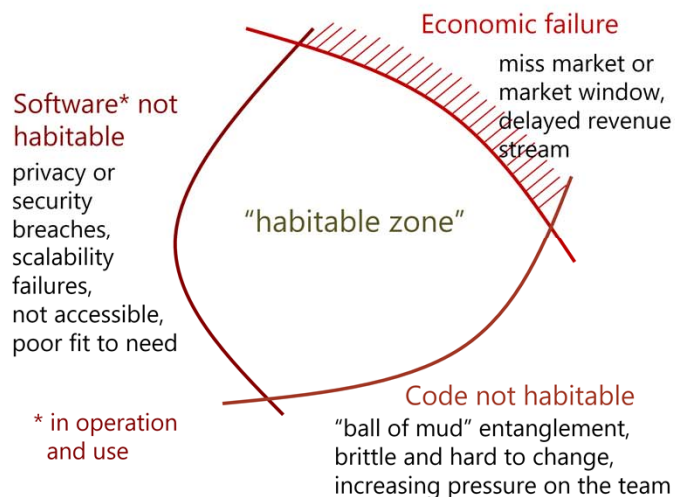 Economic failure
miss market or
market window,
delayed revenue
stream
Software* not
habitable
privacy or
security
breaches,
scalability
failures,
not accessible,
poor fit to need
“habitable zone”
* in operation
and use
Code not habitable
“ball of mud” entanglement,
brittle and hard to change,
increasing pressure on the team